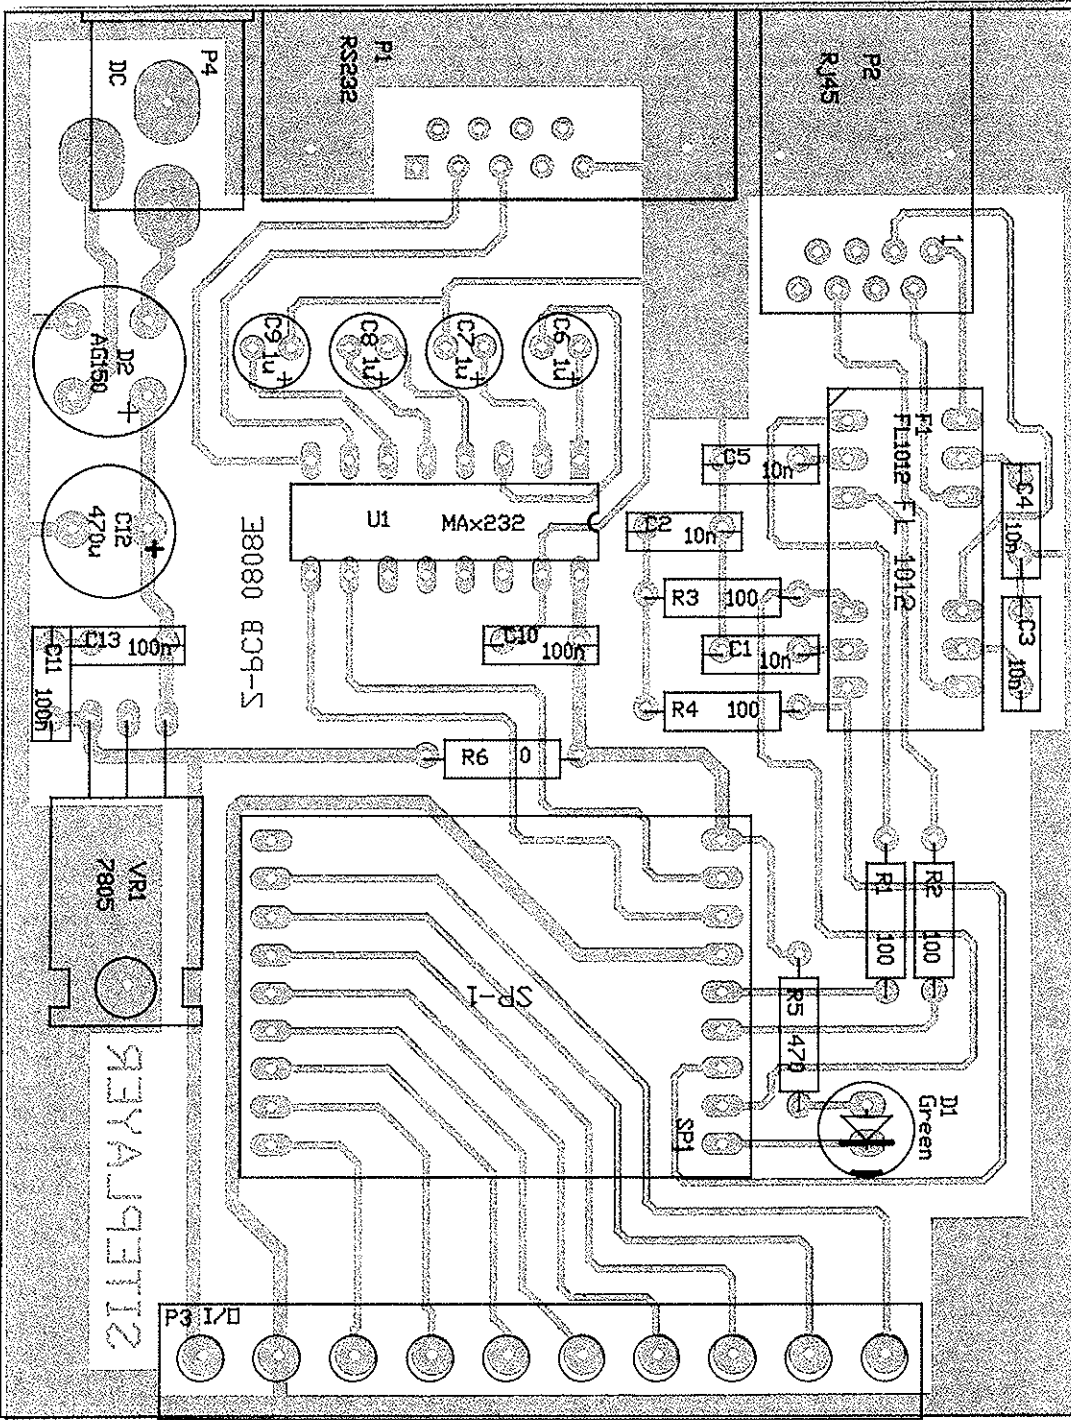 P4
DC
P1
RS232
P2
RJ45
1
D2
AG150
+
C9
1u
+
C8
1u
+
C7
1u
+
C6
1u
+
F1
FL1012 FL 1012
C5
10n
C4
10n
C12
470u
+
U1
MAx232
C2
10n
R3 100
C11
100n
C13
100n
C10
100n
C1
10n
C3
10n
S-PCB 0808E
R4 100
R6 0
VR1
7805
R1 100
R2 100
SP-1
R5 470
D1
Green
SP1
SITEPLAYER
P3 I/O